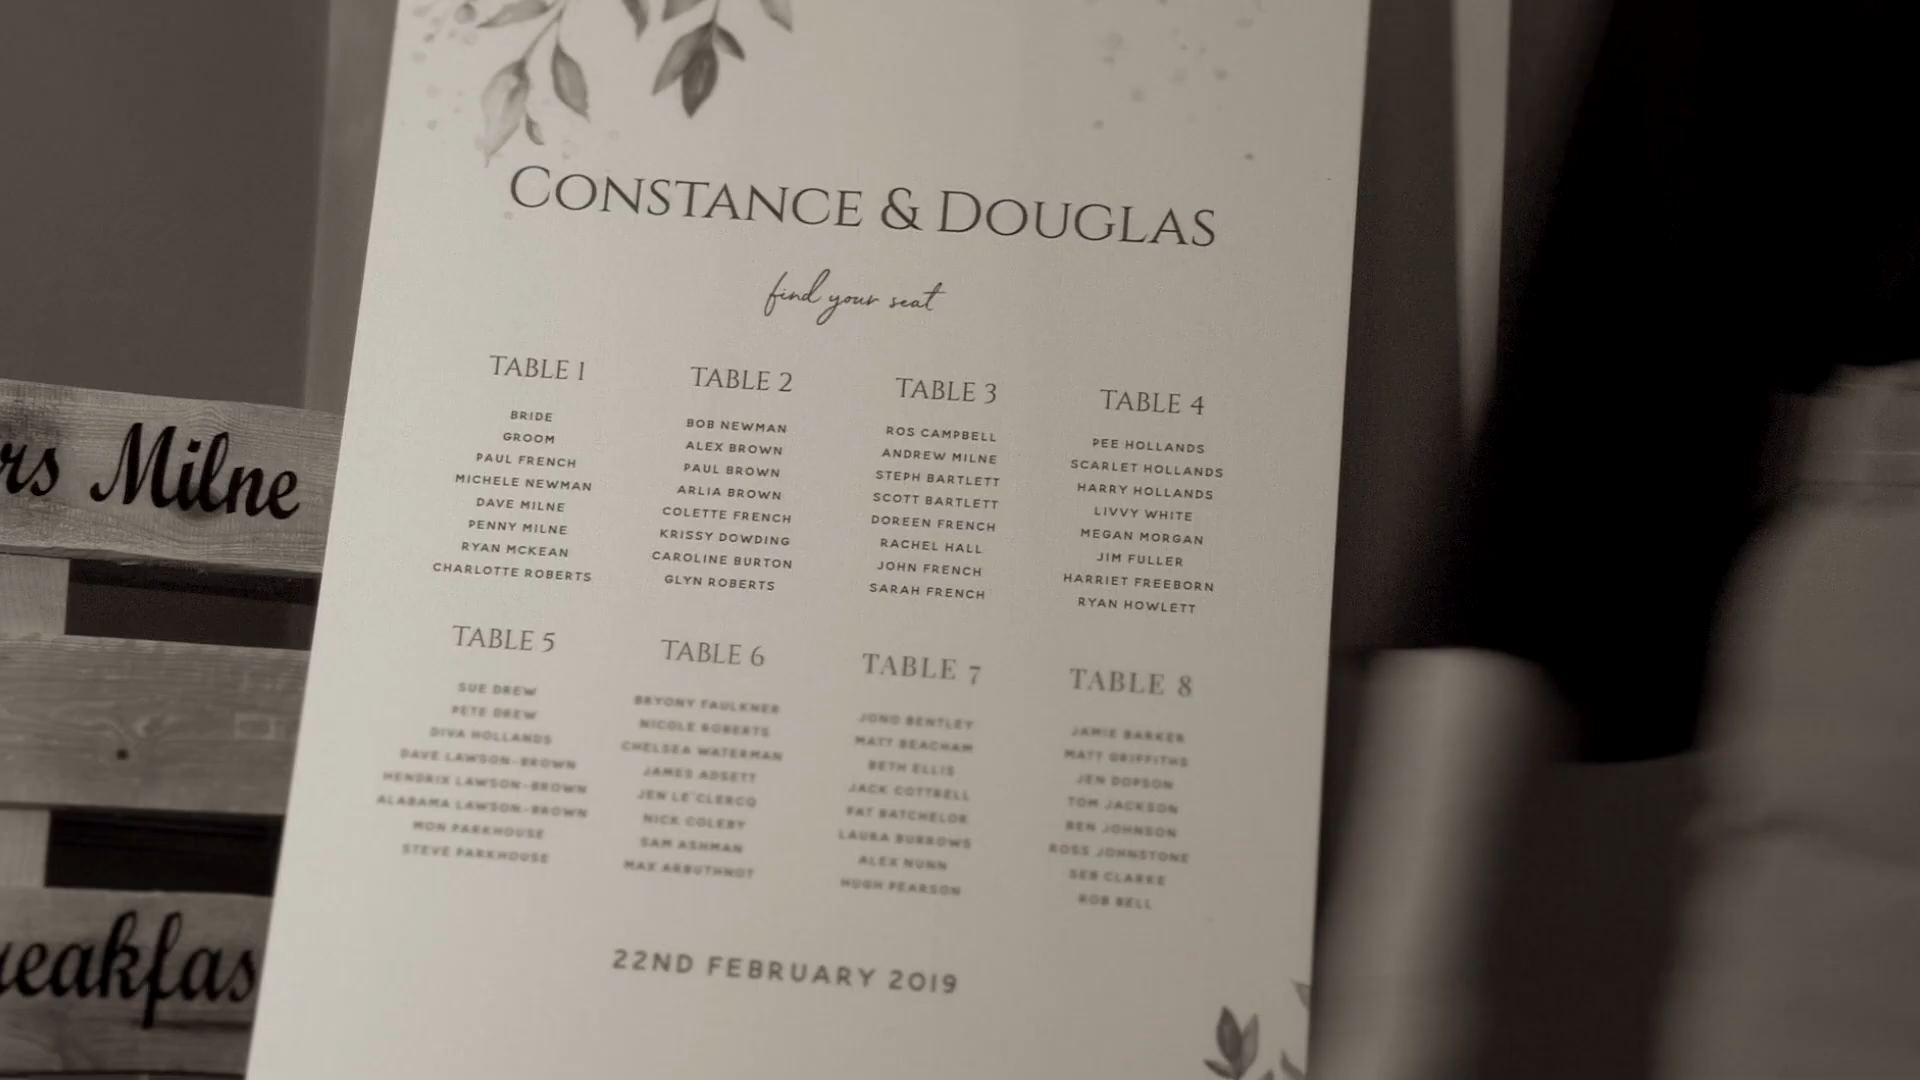 CONSTANCE & DOUGLAS
find your seat
TABLE 1
BRIDE
GROOM
PAUL FRENCH
MICHELE NEWMAN
DAVE MILNE
PENNY MILNE
RYAN MCKEAN
CHARLOTTE ROBERTS
TABLE 2
BOB NEWMAN
ALEX BROWN
PAUL BROWN
ARLIA BROWN
COLETTE FRENCH
KRISSY DOWDING
CAROLINE BURTON
GLYN ROBERTS
TABLE 3
ROS CAMPBELL
ANDREW MILNE
STEPH BARTLETT
SCOTT BARTLETT
DOREEN FRENCH
RACHEL HALL
JOHN FRENCH
SARAH FRENCH
TABLE 4
PEE HOLLANDS
SCARLET HOLLANDS
HARRY HOLLANDS
LIVVY WHITE
MEGAN MORGAN
JIM FULLER
HARRIET FREEBORN
RYAN HOWLETT
TABLE 5
SUE DREW
PETE DREW
DIVA HOLLANDS
DAVE LAWSON-BROWN
HENDRIX LAWSON-BROWN
ALABAMA LAWSON-BROWN
MON PARKHOUSE
STEVE PARKHOUSE
TABLE 6
BRYONY FAULKNER
NICOLE ROBERTS
CHELSEA WATERMAN
JAMES ADSETT
JEN LE'CLERCQ
NICK COLEBY
SAM ASHMAN
MAX ARBUTHNOT
TABLE 7
JONO BENTLEY
MATT BEACHAM
BETH ELLIS
JACK COTTRELL
PAT BATCHELOR
LAURA BURROWS
ALEX NUNN
HUGH PEARSON
TABLE 8
JAMIE BARKER
MATT GRIFFITHS
JEN DOPSON
TOM JACKSON
BEN JOHNSON
ROSS JOHNSTONE
SEB CLARKE
ROB BELL
22ND FEBRUARY 2019
rs Milne
reakfas